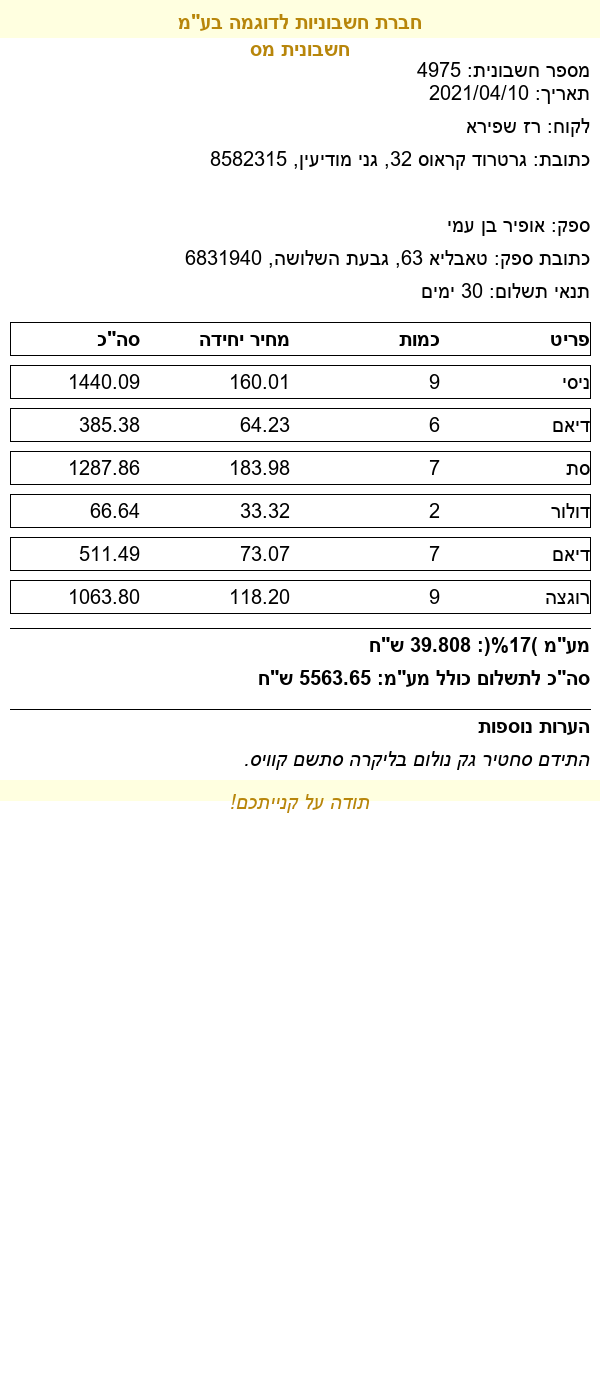 חברת חשבוניות לדוגמה בע"מ
חשבונית מס
מספר חשבונית: 4975
תאריך: 2021/04/10
לקוח: רז שפירא
כתובת: גרטרוד קראוס 32, גני מודיעין, 8582315
ספק: אופיר בן עמי
כתובת ספק: טאבליא 63, גבעת השלושה, 6831940
תנאי תשלום: 30 ימים
פריט כמות מחיר יחידה סה"כ
ניסי 9 160.01 1440.09
דיאם 6 64.23 385.38
סת 7 183.98 1287.86
דולור 2 33.32 66.64
דיאם 7 73.07 511.49
רוגצה 9 118.20 1063.80
מע"מ )17%(: 39.808 ש"ח
סה"כ לתשלום כולל מע"מ: 5563.65 ש"ח
הערות נוספות
התידם סחטיר גק נולום בליקרה סתשם קוויס.
תודה על קנייתכם!